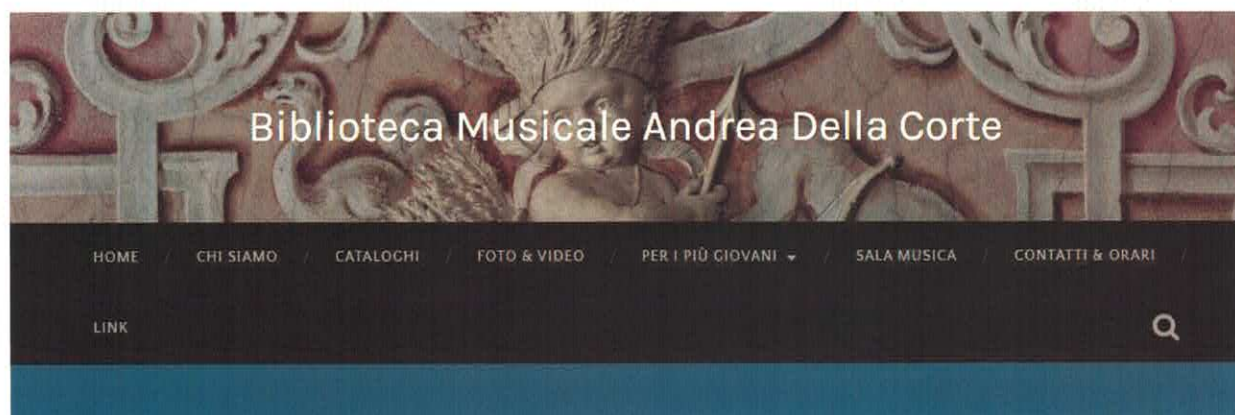 Biblioteca Musicale Andrea Della Corte
HOME / CHI SIAMO / CATALOGHI / FOTO & VIDEO / PER I PIÙ GIOVANI / SALA MUSICA / CONTATTI & ORARI /
LINK